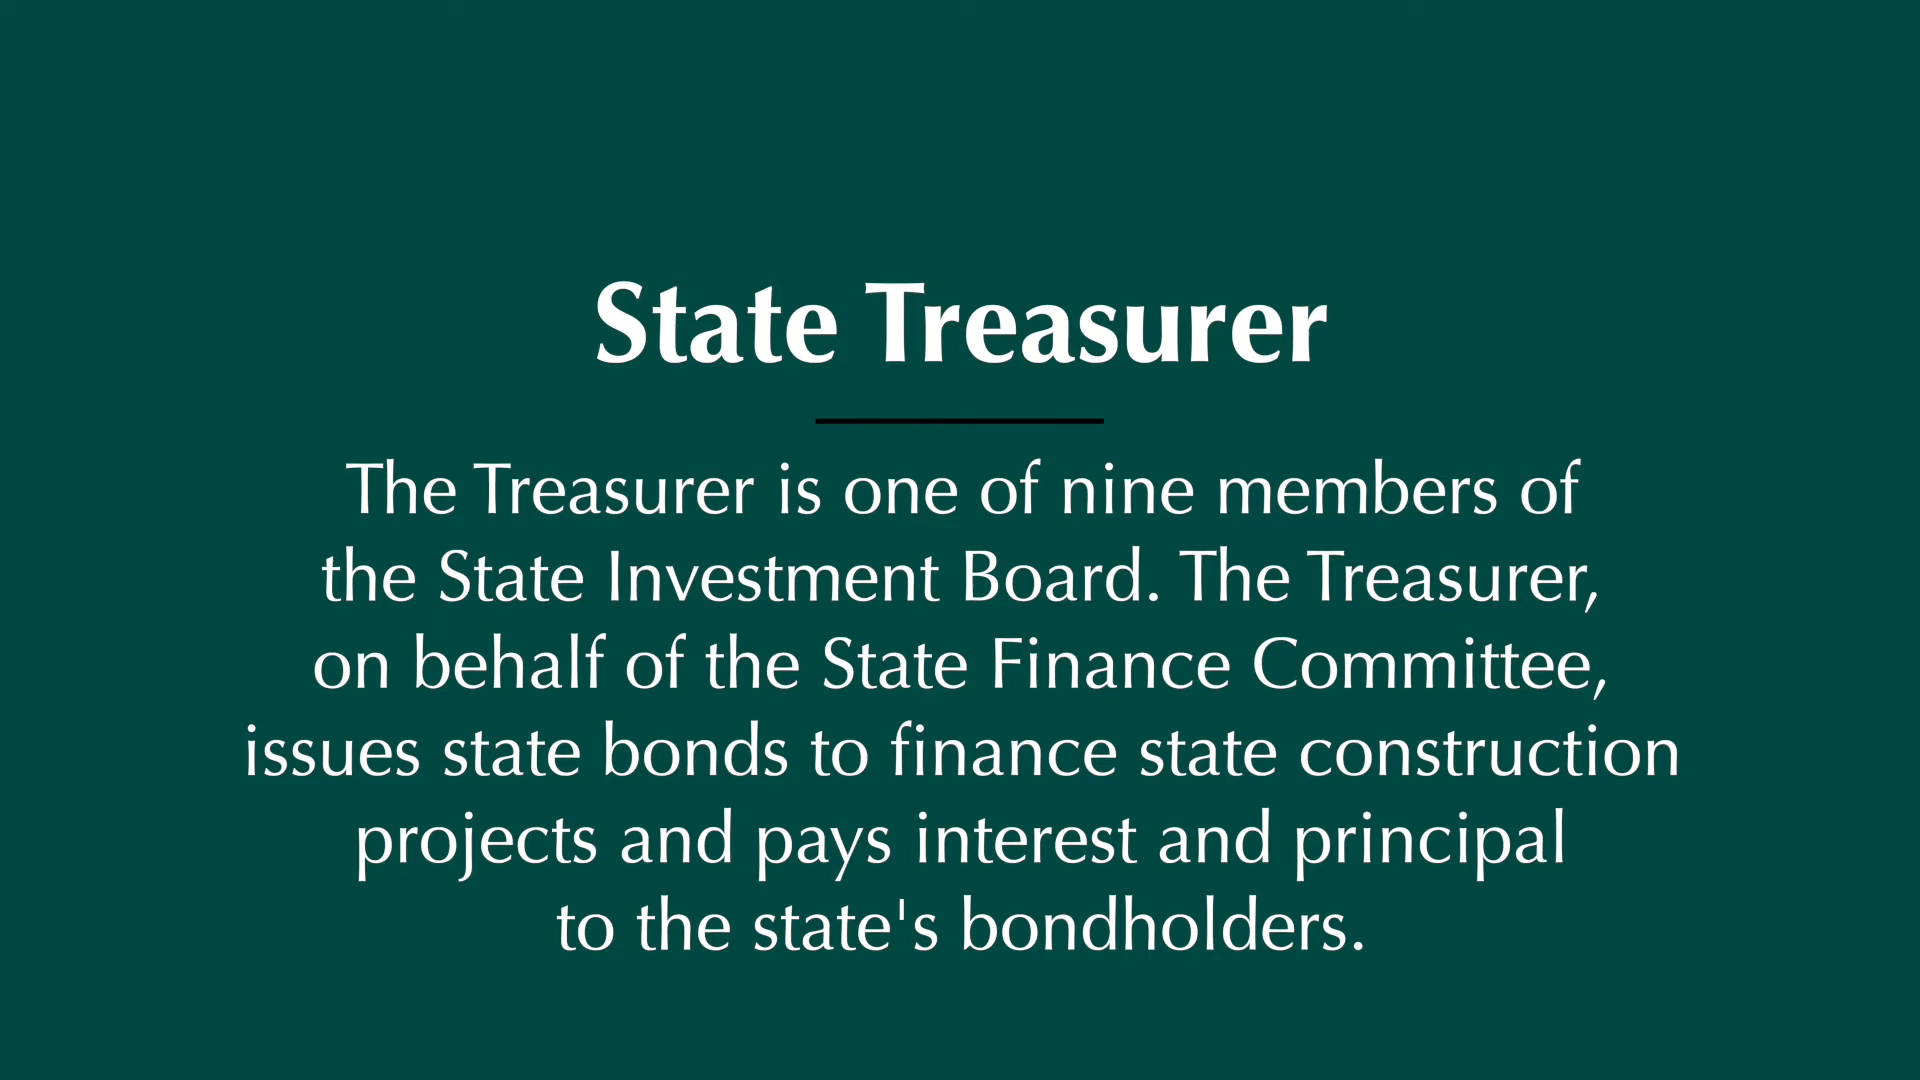 State Treasurer
The Treasurer is one of nine members of
the State Investment Board. The Treasurer,
on behalf of the State Finance Committee,
issues state bonds to finance state construction
projects and pays interest and principal
to the state's bondholders.